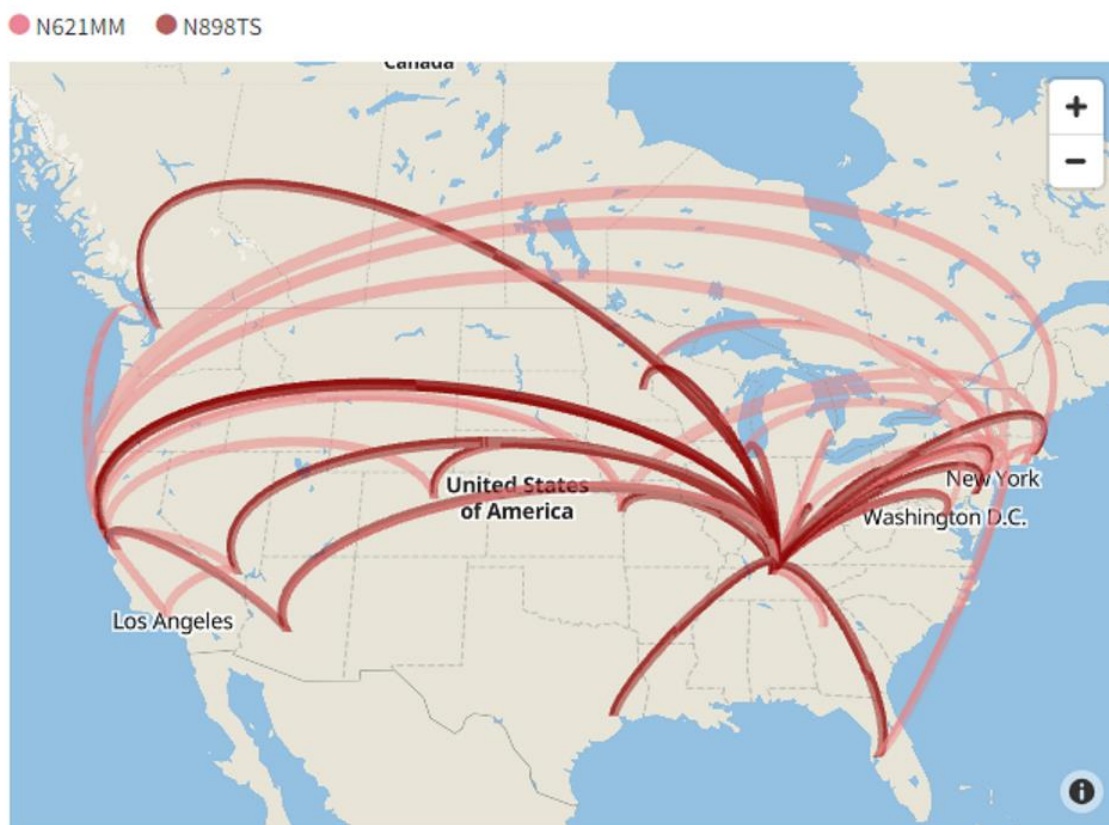 N621MM N898TS
Canada
+
−
United States
of America
New York
Washington D.C.
Los Angeles
i